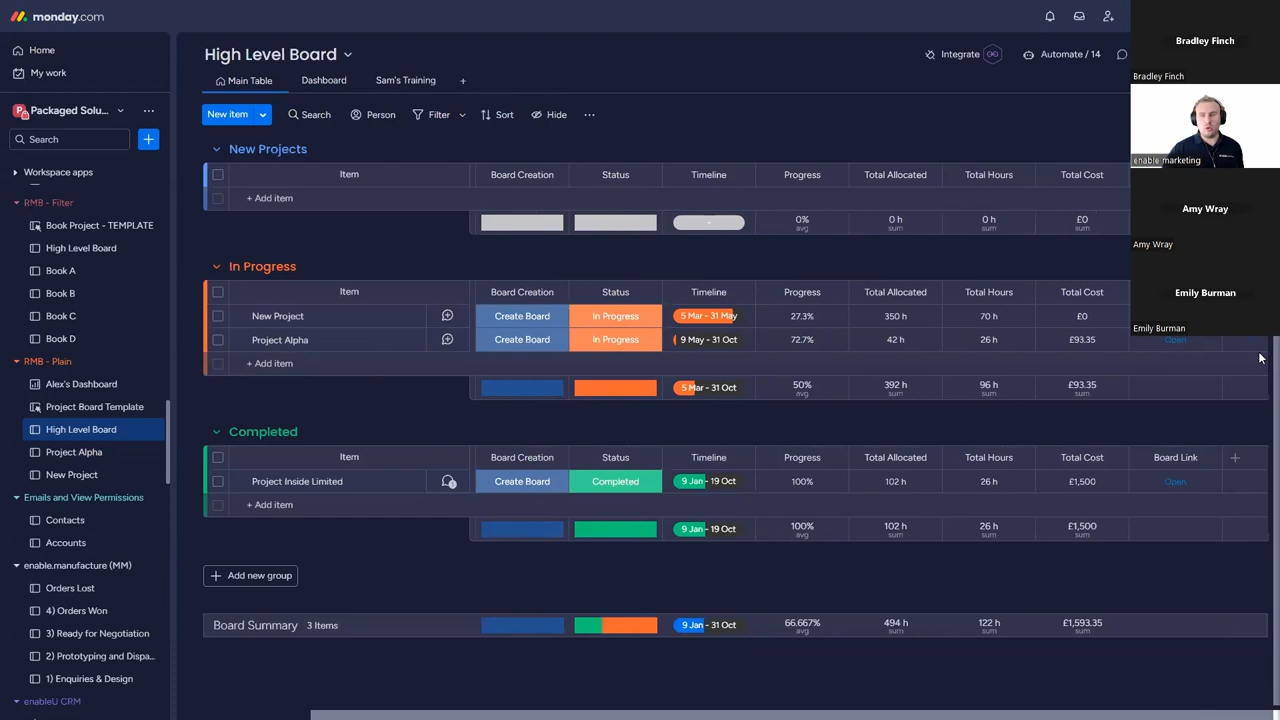 monday.com
Home
My work
Packaged Solu...
Search
Workspace apps
RMB - Filter
Book Project - TEMPLATE
High Level Board
Book A
Book B
Book C
Book D
RMB - Plain
Alex's Dashboard
Project Board Template
High Level Board
Project Alpha
New Project
Emails and View Permissions
Contacts
Accounts
enable.manufacture (MM)
Orders Lost
4) Orders Won
3) Ready for Negotiation
2) Prototyping and Dispa...
1) Enquiries & Design
enableU CRM
High Level Board
Integrate
Automate / 14
Main Table Dashboard Sam's Training +
New item Search Person Filter Sort Hide
New Projects
Item Board Creation Status Timeline Progress Total Allocated Total Hours Total Cost
+ Add item
- 0% 0 h 0 h £0
avg sum sum sum
In Progress
Item Board Creation Status Timeline Progress Total Allocated Total Hours Total Cost
New Project Create Board In Progress 5 Mar - 31 May 27.3% 350 h 70 h £0
Project Alpha Create Board In Progress 9 May - 31 Oct 72.7% 42 h 26 h £93.35 Open
+ Add item
5 Mar - 31 Oct 50% 392 h 96 h £93.35
avg sum sum sum
Completed
Item Board Creation Status Timeline Progress Total Allocated Total Hours Total Cost Board Link +
Project Inside Limited Create Board Completed 9 Jan - 19 Oct 100% 102 h 26 h £1,500 Open
+ Add item
9 Jan - 19 Oct 100% 102 h 26 h £1,500
avg sum sum sum
+ Add new group
Board Summary 3 Items 9 Jan - 31 Oct 66.667% 494 h 122 h £1,593.35
avg sum sum sum
Bradley Finch
Bradley Finch
enable marketing
Amy Wray
Amy Wray
Emily Burman
Emily Burman